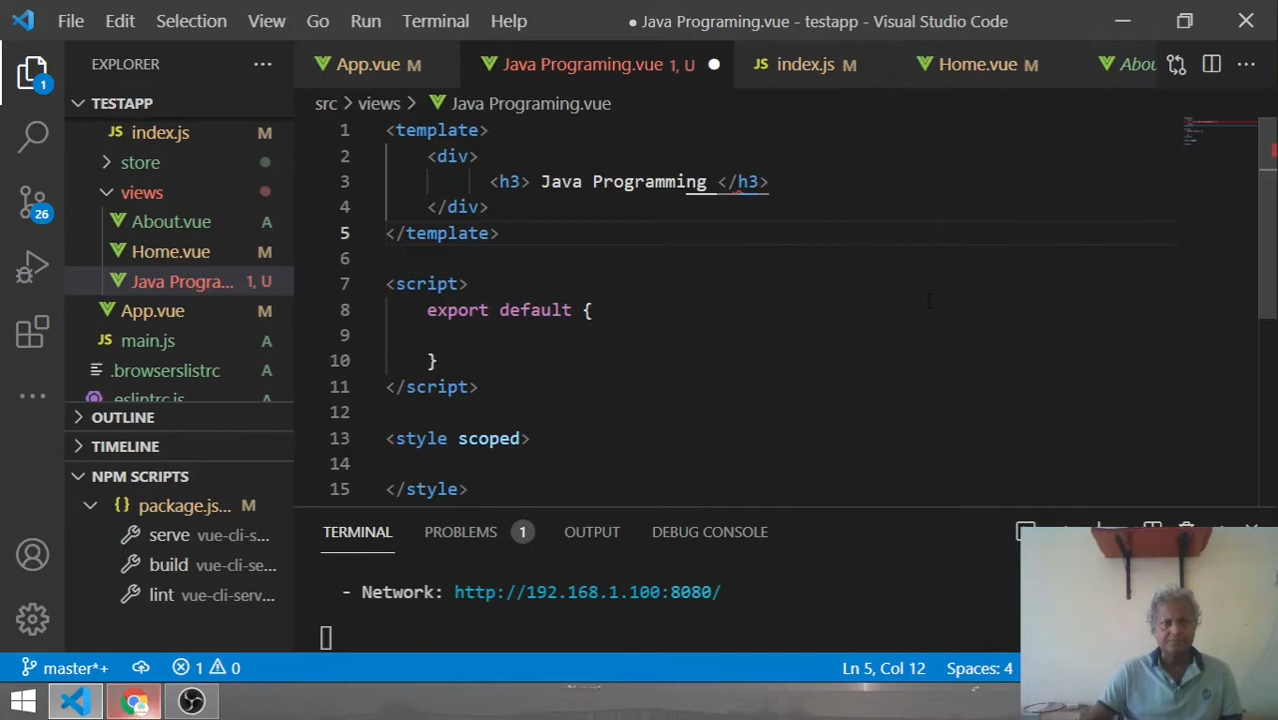 File Edit Selection View Go Run Terminal Help ● Java Programing.vue - testapp - Visual Studio Code
EXPLORER ...
App.vue M Java Programing.vue 1, U index.js M Home.vue M Abou ...
TESTAPP
src > views > Java Programing.vue
JS index.js M
store
views
About.vue A
Home.vue M
Java Progra... 1, U
App.vue A
main.js A
.browserslistrc A
.eslintrc.js A
OUTLINE
TIMELINE
NPM SCRIPTS
{} package.js... M
serve vue-cli-s...
build vue-cli-se...
lint vue-cli-serv...
1
26
1 <template>
2 <div>
3 <h3> Java Programming </h3>
4 </div>
5 </template>
6
7 <script>
8 export default {
9
10 }
11 </script>
12
13 <style scoped>
14
15 </style>
TERMINAL PROBLEMS 1 OUTPUT DEBUG CONSOLE
- Network: http://192.168.1.100:8080/
master*+ 1 0 Ln 5, Col 12 Spaces: 4